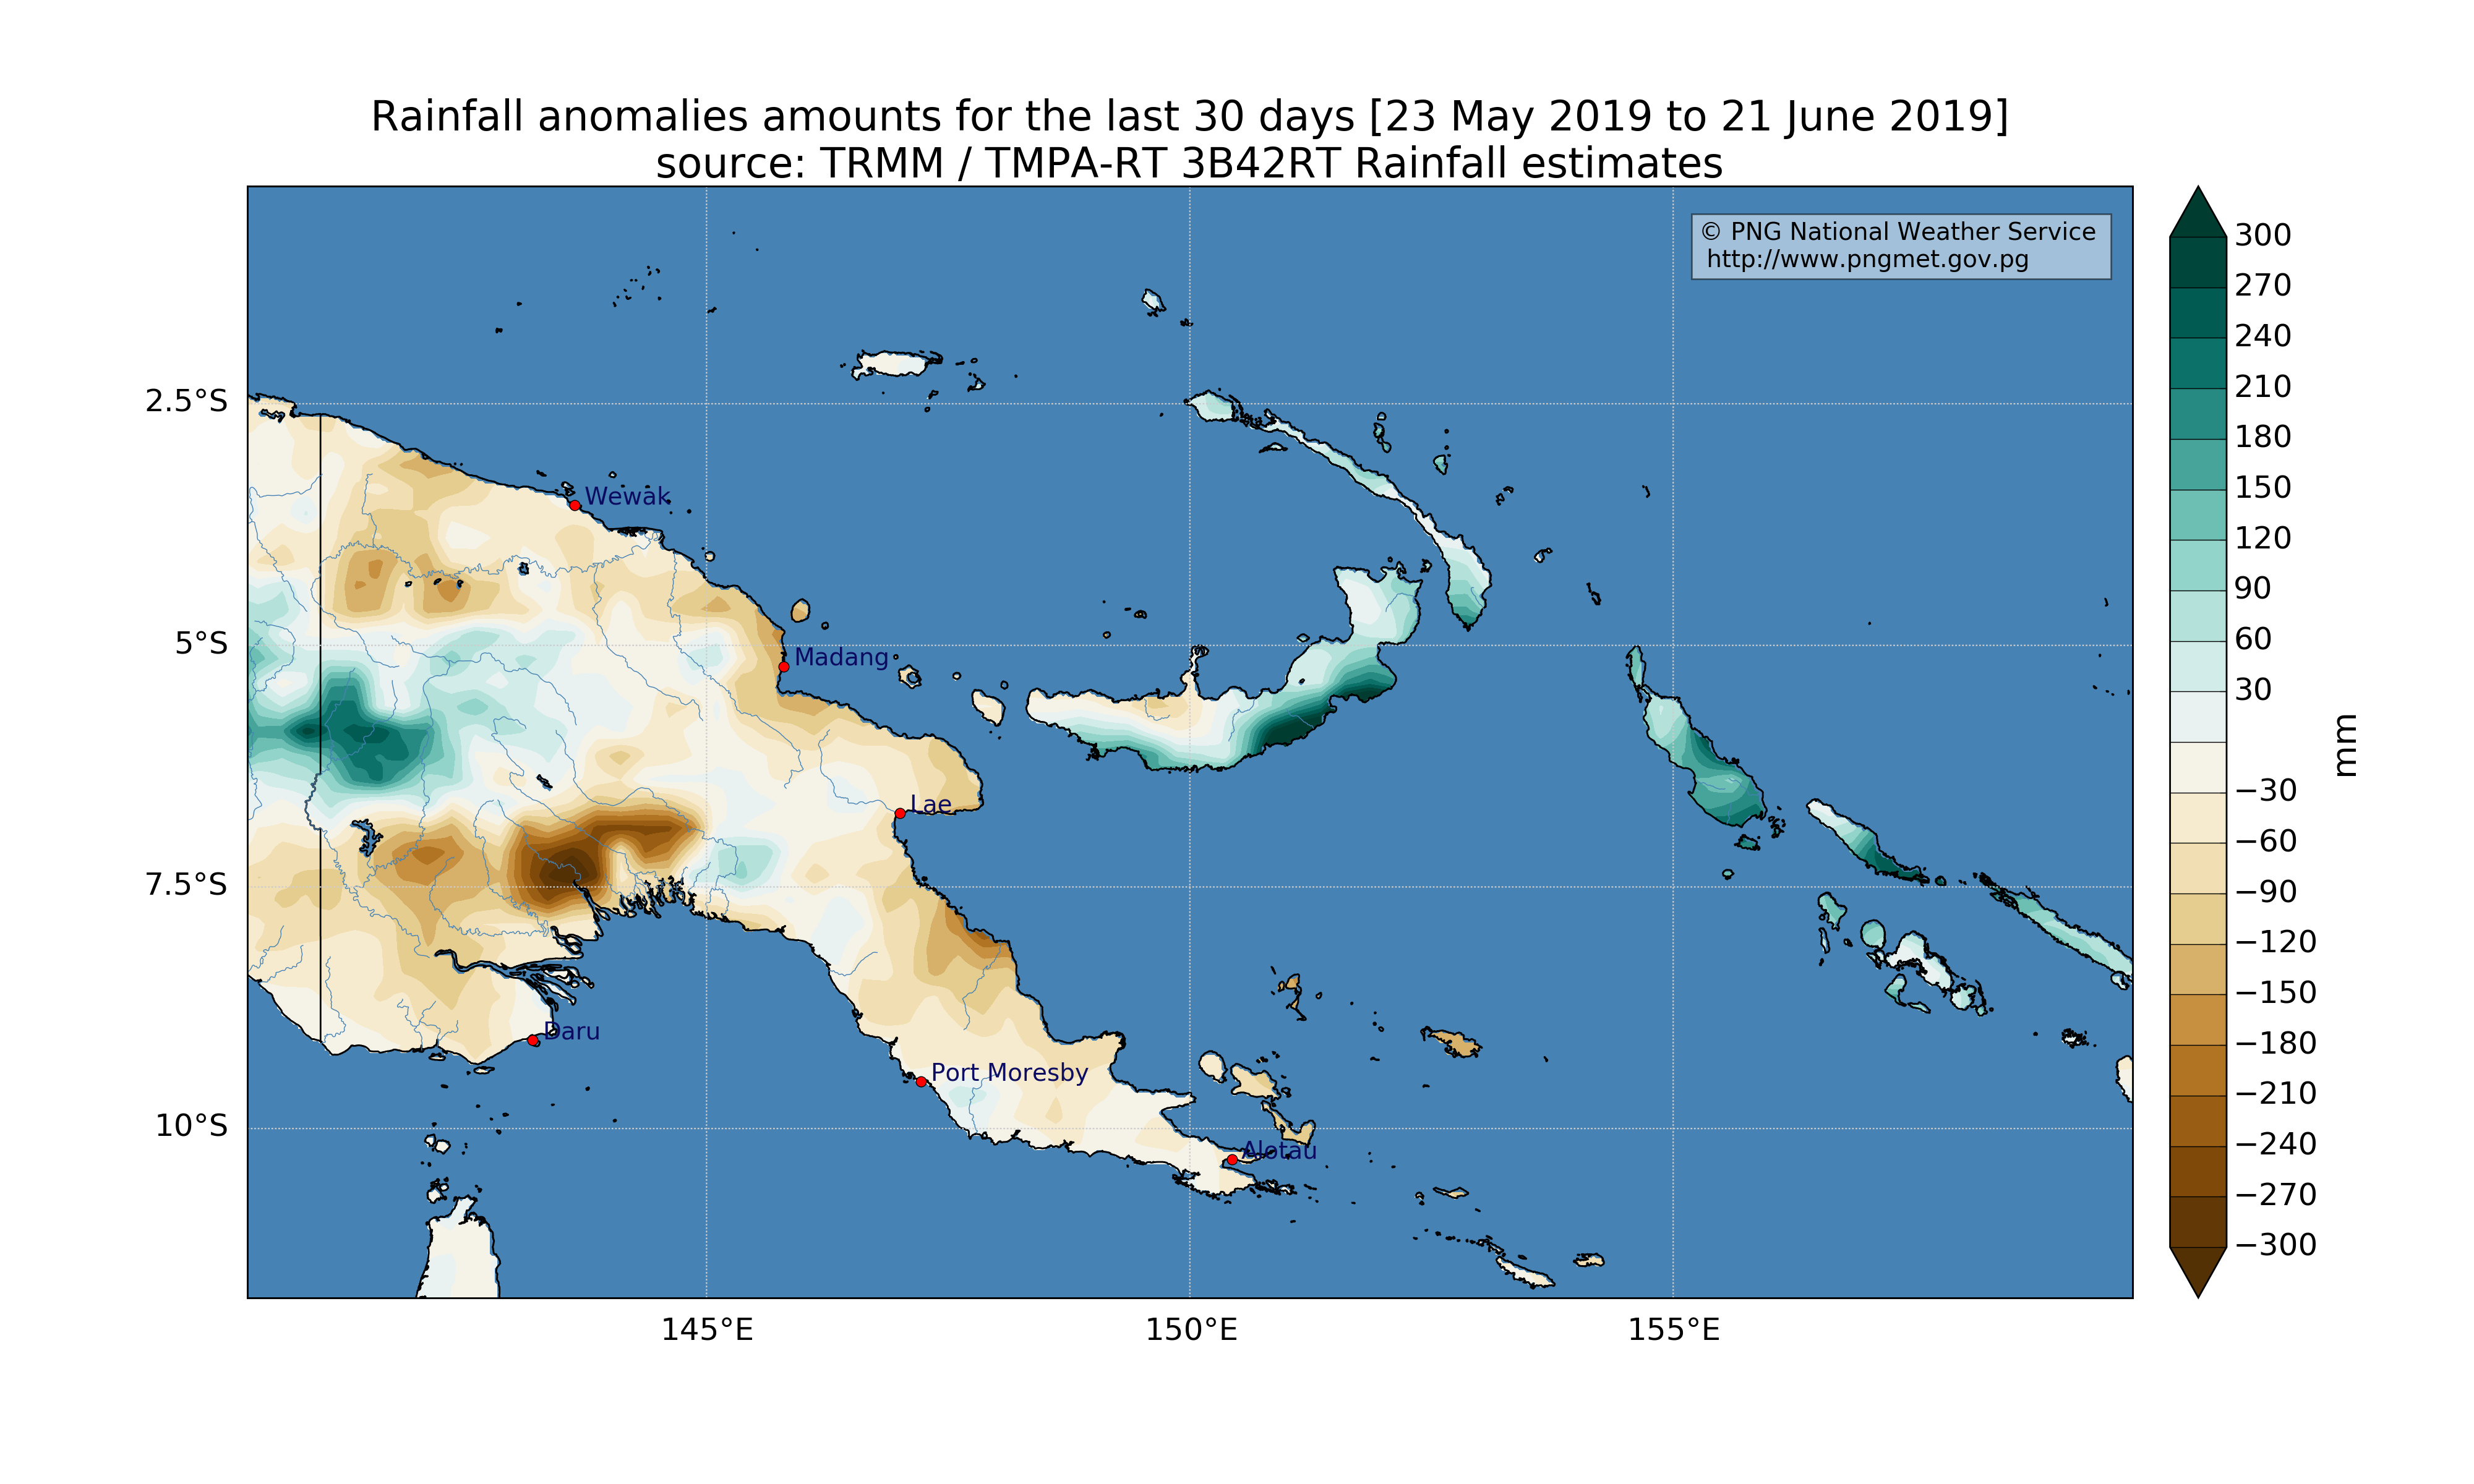 Rainfall anomalies amounts for the last 30 days [23 May 2019 to 21 June 2019]
source: TRMM / TMPA-RT 3B42RT Rainfall estimates
© PNG National Weather Service
http://www.pngmet.gov.pg
2.5°S
5°S
7.5°S
10°S
145°E
150°E
155°E
Wewak
Madang
Lae
Daru
Port Moresby
Alotau
300
270
240
210
180
150
120
90
60
30
−30
−60
−90
−120
−150
−180
−210
−240
−270
−300
mm